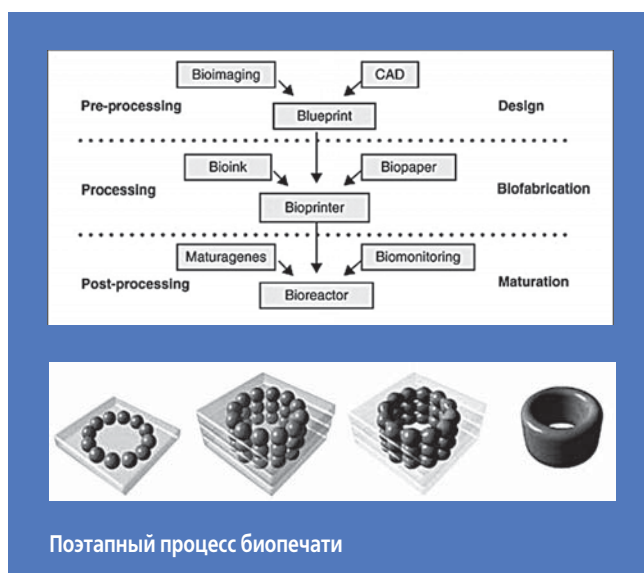 Bioimaging CAD
Pre-processing Blueprint Design
Bioink Biopaper
Processing Bioprinter Biofabrication
Maturagenes Biomonitoring
Post-processing Bioreactor Maturation
Поэтапный процесс биопечати